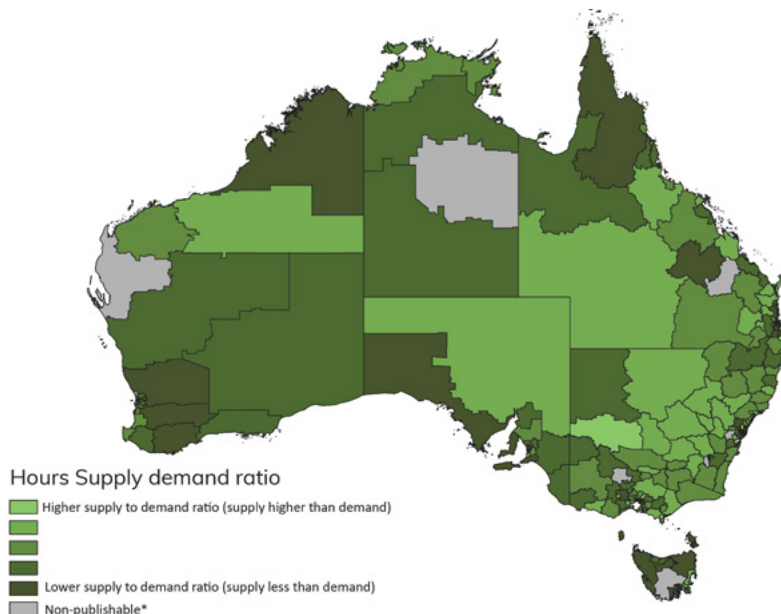 Hours Supply demand ratio
Higher supply to demand ratio (supply higher than demand)
Lower supply to demand ratio (supply less than demand)
Non-publishable*